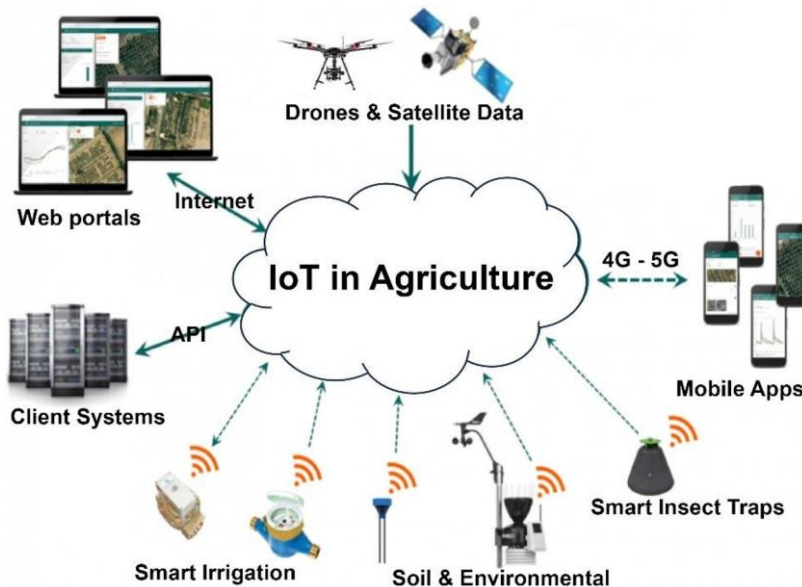 Drones & Satellite Data
Web portals
Internet
IoT in Agriculture
4G - 5G
API
Client Systems
Mobile Apps
Smart Insect Traps
Smart Irrigation
Soil & Environmental